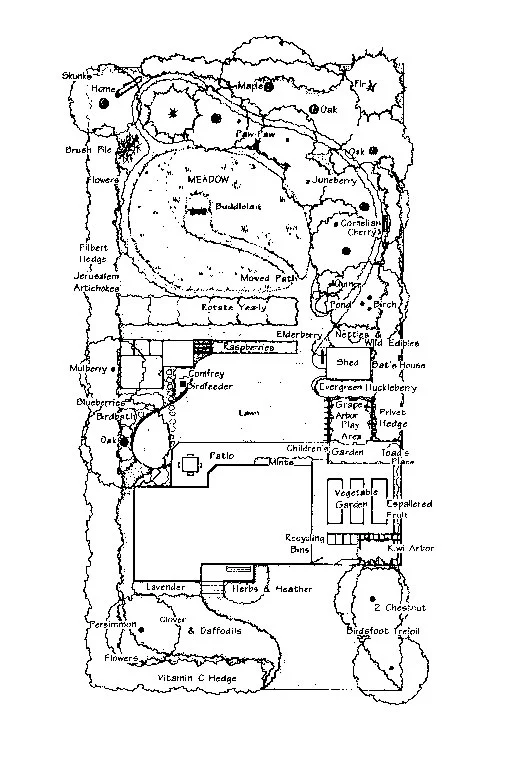 Skunk
Home
Maple
Fir
Oak
Paw Paw
Brush Pile
Oak
Flowers
MEADOW
Juneberry
Buddleias
Cornelian
Cherry
Filbert
Hedge
Moved Path
Jerusalem
Artichokes
Pond
Birch
Rotate Yearly
Elderberry
Nettles &
Wild Edibles
Raspberries
Shed
Bat's House
Mulberry
Comfrey
Birdfeeder
Evergreen Huckleberry
Blueberries
Birdbath
Lawn
Grape
Arbor
Play
Area
Privet
Hedge
Oak
Patio
Children's
Garden
Toad's
Place
Mints
Vegetable
Garden
Espaliered
Fruit
Recycling
Bins
Kiwi Arbor
Lavender
Herbs & Heather
2 Chestnut
Persimmon
Clover
& Daffodils
Birdsfoot Trefoil
Flowers
Vitamin C Hedge